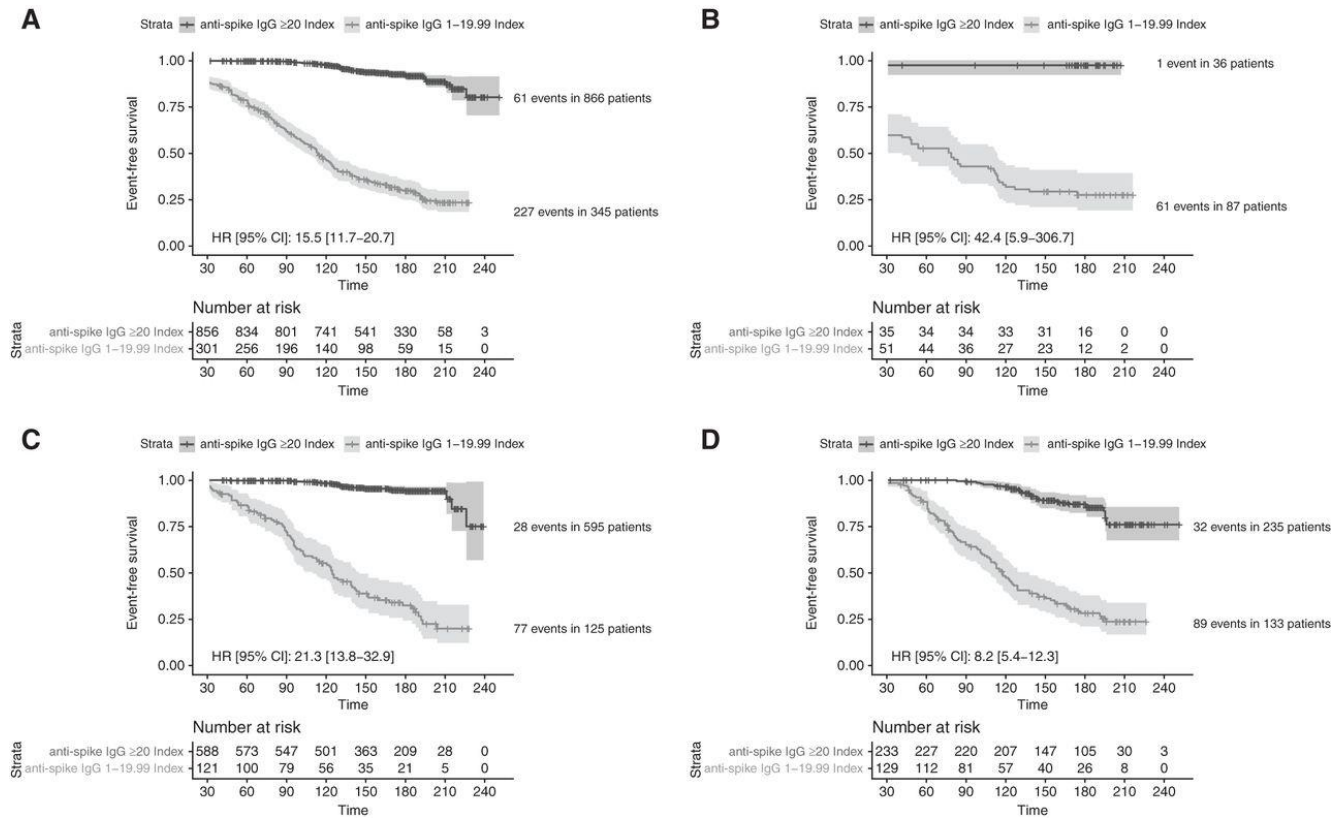 A
Strata anti-spike IgG ≥20 Index anti-spike IgG 1–19.99 Index
Event-free survival
1.00
0.75
0.50
0.25
0.00
61 events in 866 patients
227 events in 345 patients
HR [95% CI]: 15.5 [11.7–20.7]
30 60 90 120 150 180 210 240
Time
Number at risk
Strata
anti-spike IgG ≥20 Index 856 834 801 741 541 330 58 3
anti-spike IgG 1–19.99 Index 301 256 196 140 98 59 15 0
30 60 90 120 150 180 210 240
Time
B
Strata anti-spike IgG ≥20 Index anti-spike IgG 1–19.99 Index
Event-free survival
1.00
0.75
0.50
0.25
0.00
1 event in 36 patients
61 events in 87 patients
HR [95% CI]: 42.4 [5.9–306.7]
30 60 90 120 150 180 210 240
Time
Number at risk
Strata
anti-spike IgG ≥20 Index 35 34 34 33 31 16 0 0
anti-spike IgG 1–19.99 Index 51 44 36 27 23 12 2 0
30 60 90 120 150 180 210 240
Time
C
Strata anti-spike IgG ≥20 Index anti-spike IgG 1–19.99 Index
Event-free survival
1.00
0.75
0.50
0.25
0.00
28 events in 595 patients
77 events in 125 patients
HR [95% CI]: 21.3 [13.8–32.9]
30 60 90 120 150 180 210 240
Time
Number at risk
Strata
anti-spike IgG ≥20 Index 588 573 547 501 363 209 28 0
anti-spike IgG 1–19.99 Index 121 100 79 56 35 21 5 0
30 60 90 120 150 180 210 240
Time
D
Strata anti-spike IgG ≥20 Index anti-spike IgG 1–19.99 Index
Event-free survival
1.00
0.75
0.50
0.25
0.00
32 events in 235 patients
89 events in 133 patients
HR [95% CI]: 8.2 [5.4–12.3]
30 60 90 120 150 180 210 240
Time
Number at risk
Strata
anti-spike IgG ≥20 Index 233 227 220 207 147 105 30 3
anti-spike IgG 1–19.99 Index 129 112 81 57 40 26 8 0
30 60 90 120 150 180 210 240
Time